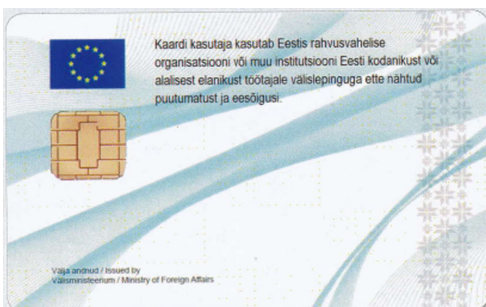 Kaardi kasutaja kasutab Eestis rahvusvahelise
organisatsiooni või muu institutsiooni Eesti kodanikust või
alalisest elanikust töötajale välislepinguga ette nähtud
puutumatust ja eesõigusi.
Välja andnud / Issued by
Välisministeerium / Ministry of Foreign Affairs